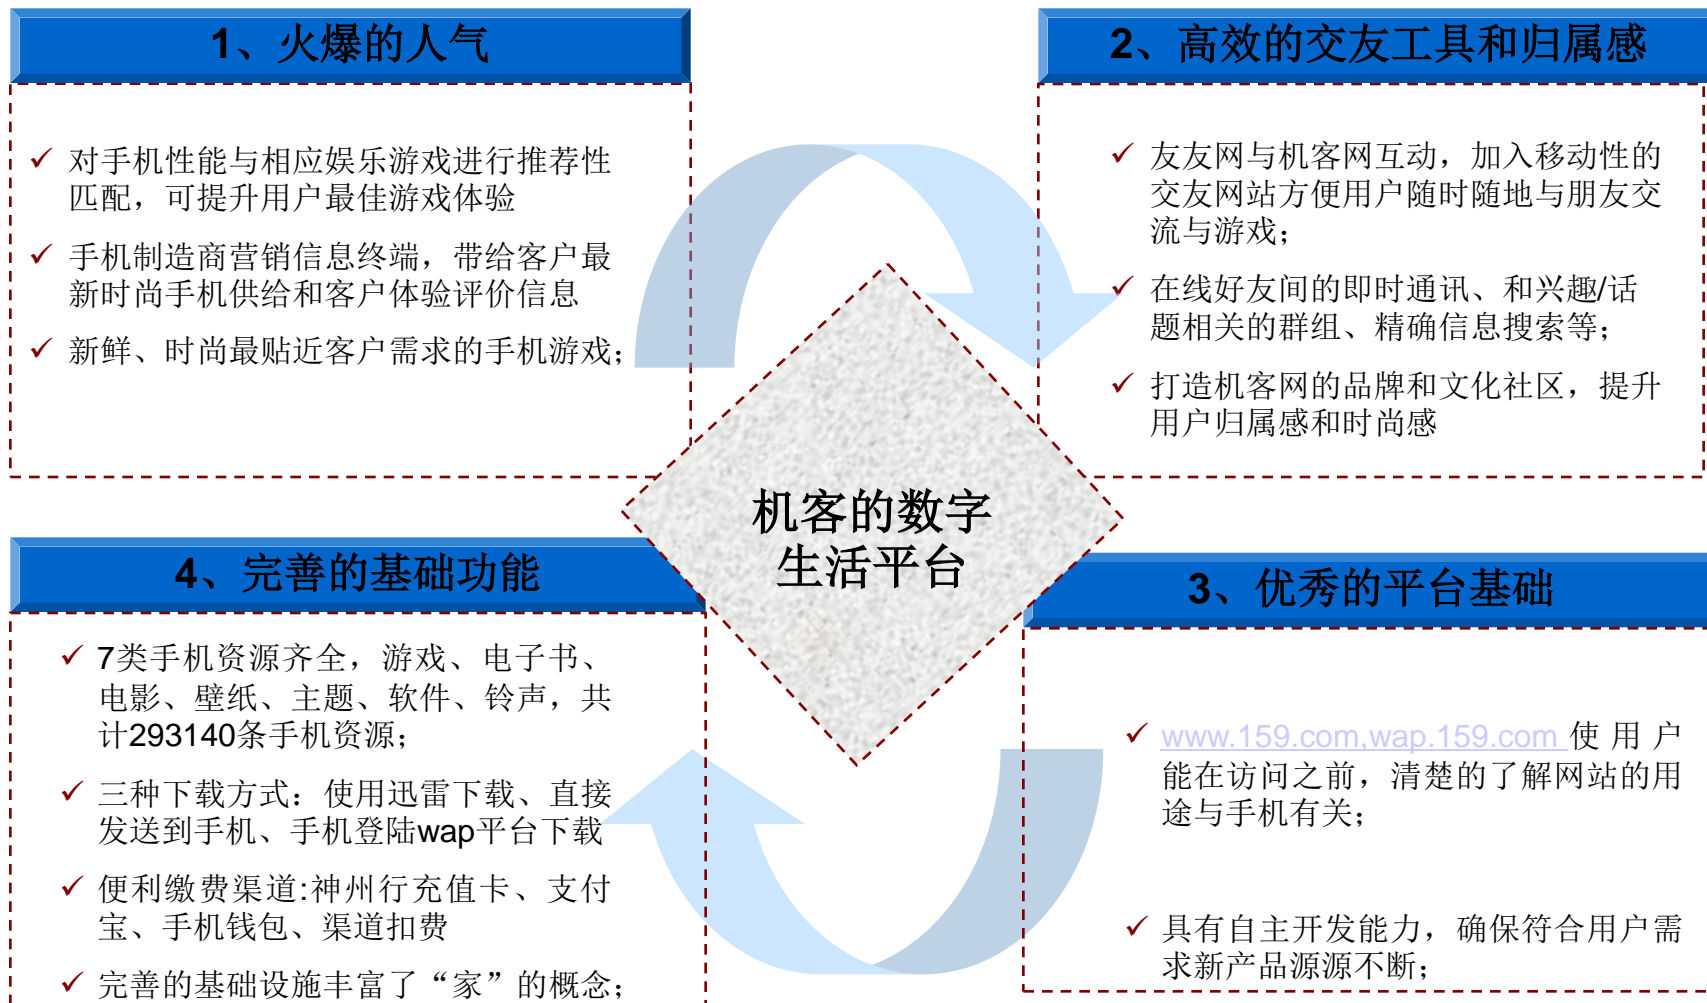 1、火爆的人气
对手机性能与相应娱乐游戏进行推荐性
匹配，可提升用户最佳游戏体验
手机制造商营销信息终端，带给客户最
新时尚手机供给和客户体验评价信息
新鲜、时尚最贴近客户需求的手机游戏；
2、高效的交友工具和归属感
友友网与机客网互动，加入移动性的
交友网站方便用户随时随地与朋友交
流与游戏；
在线好友间的即时通讯、和兴趣/话
题相关的群组、精确信息搜索等；
打造机客网的品牌和文化社区，提升
用户归属感和时尚感
机客的数字
生活平台
4、完善的基础功能
7类手机资源齐全，游戏、电子书、
电影、壁纸、主题、软件、铃声，共
计293140条手机资源；
三种下载方式：使用迅雷下载、直接
发送到手机、手机登陆wap平台下载
便利缴费渠道:神州行充值卡、支付
宝、手机钱包、渠道扣费
完善的基础设施丰富了“家”的概念；
3、优秀的平台基础
www.159.com,wap.159.com 使用户
能在访问之前，清楚的了解网站的用
途与手机有关；
具有自主开发能力，确保符合用户需
求新产品源源不断；